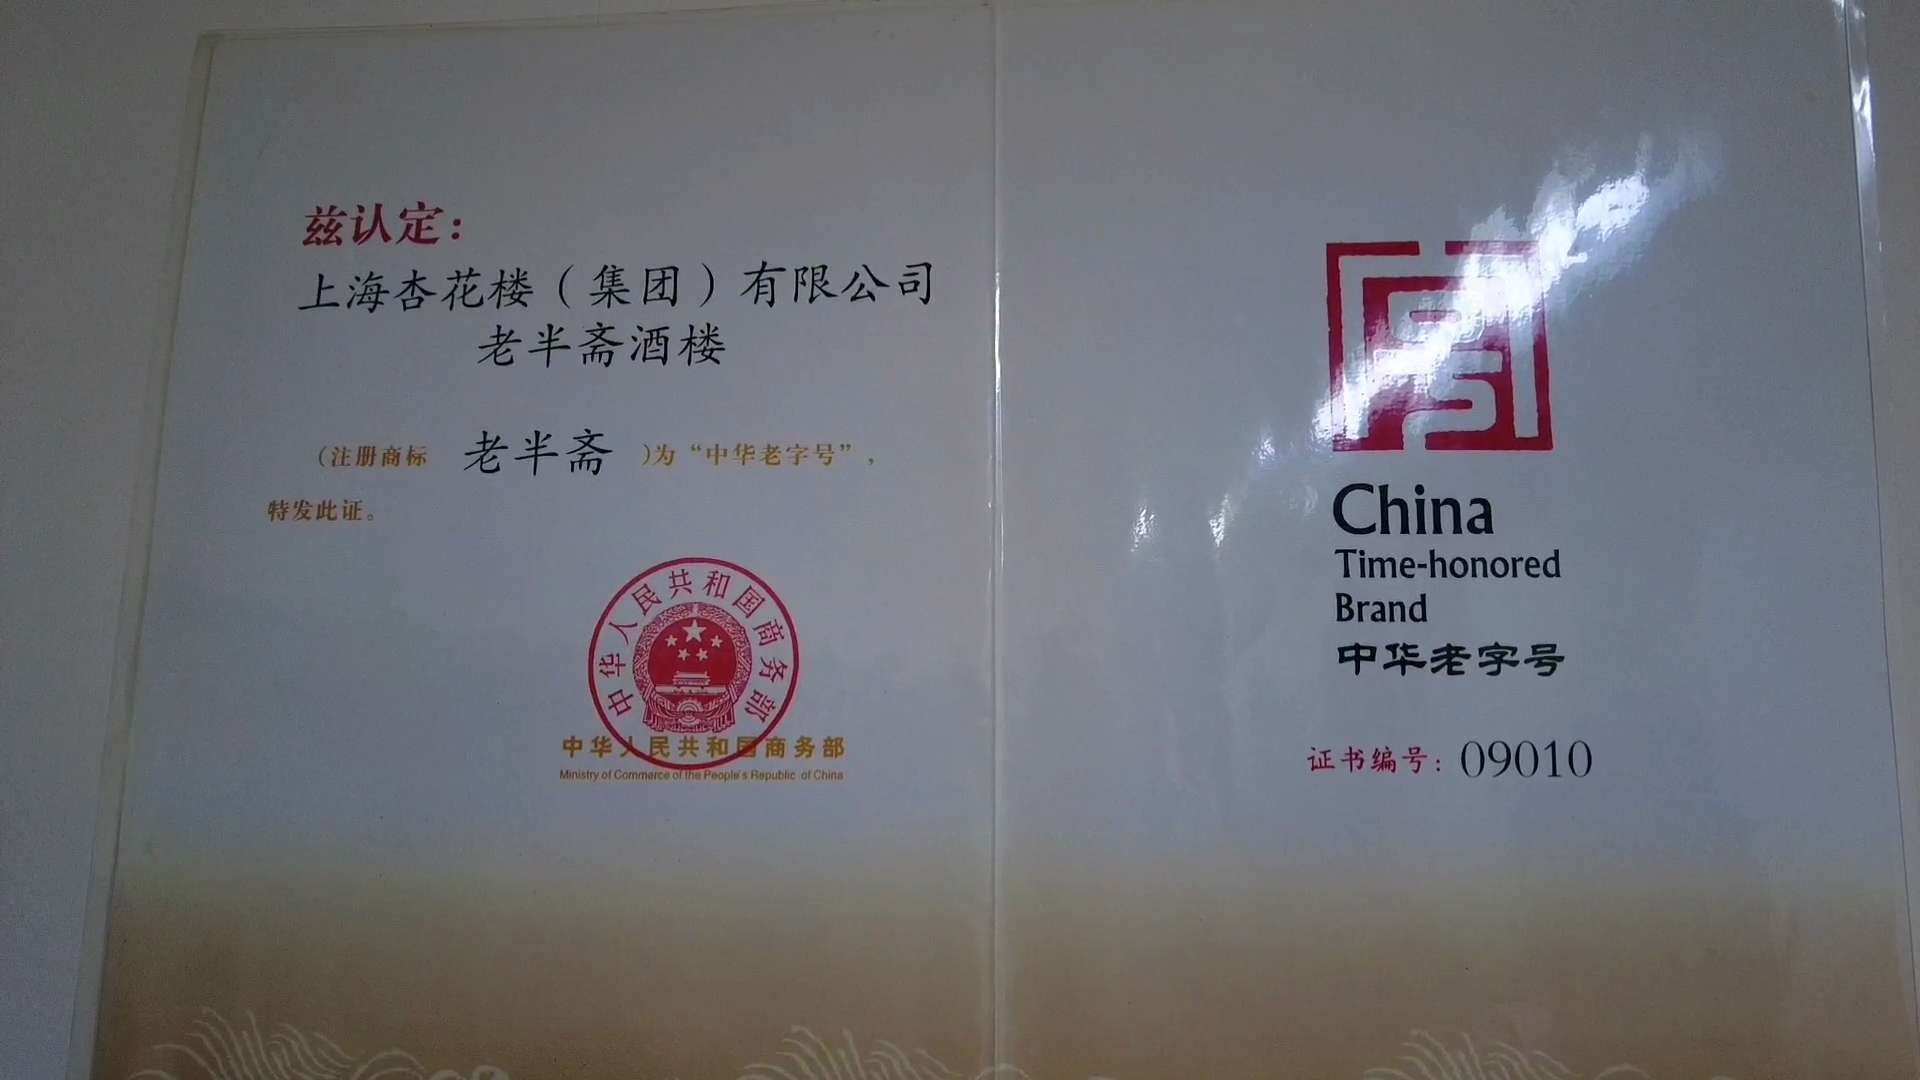 兹认定：
上海杏花楼（集团）有限公司
老半斋酒楼
（注册商标 老半斋 ）为“中华老字号”，
特发此证。
中华人民共和国商务部
中华人民共和国商务部
Ministry of Commerce of the People's Republic of China
China
Time-honored
Brand
中华老字号
证书编号：09010